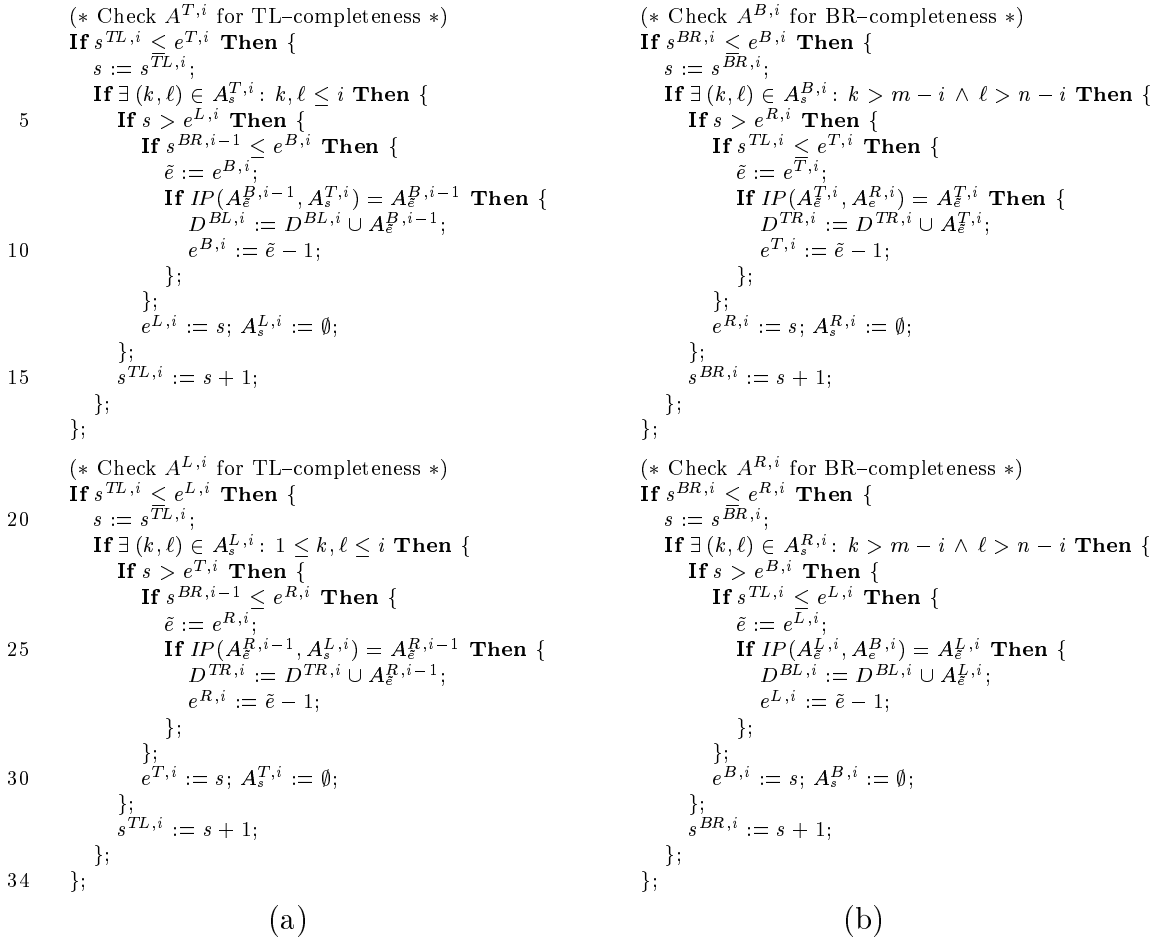 (∗ Check A^{T,i} for TL–completeness ∗)
If s^{TL,i} ≤ e^{T,i} Then {
s := s^{TL,i};
If ∃ (k, ℓ) ∈ A_s^{T,i}: k, ℓ ≤ i Then {
5 If s > e^{L,i} Then {
If s^{BR,i−1} ≤ e^{B,i} Then {
ẽ := e^{B,i};
If IP(A_ẽ^{B,i−1}, A_s^{T,i}) = A_ẽ^{B,i−1} Then {
D^{BL,i} := D^{BL,i} ∪ A_ẽ^{B,i−1};
10 e^{B,i} := ẽ − 1;
};
};
e^{L,i} := s; A_s^{L,i} := ∅;
};
15 s^{TL,i} := s + 1;
};
};
(∗ Check A^{L,i} for TL–completeness ∗)
If s^{TL,i} ≤ e^{L,i} Then {
20 s := s^{TL,i};
If ∃ (k, ℓ) ∈ A_s^{L,i}: 1 ≤ k, ℓ ≤ i Then {
If s > e^{T,i} Then {
If s^{BR,i−1} ≤ e^{R,i} Then {
ẽ := e^{R,i};
25 If IP(A_ẽ^{R,i−1}, A_s^{L,i}) = A_ẽ^{R,i−1} Then {
D^{TR,i} := D^{TR,i} ∪ A_ẽ^{R,i−1};
e^{R,i} := ẽ − 1;
};
};
30 e^{T,i} := s; A_s^{T,i} := ∅;
};
s^{TL,i} := s + 1;
};
34 };
(a)
(∗ Check A^{B,i} for BR–completeness ∗)
If s^{BR,i} ≤ e^{B,i} Then {
s := s^{BR,i};
If ∃ (k, ℓ) ∈ A_s^{B,i}: k > m − i ∧ ℓ > n − i Then {
If s > e^{R,i} Then {
If s^{TL,i} ≤ e^{T,i} Then {
ẽ := e^{T,i};
If IP(A_ẽ^{T,i}, A_e^{R,i}) = A_ẽ^{T,i} Then {
D^{TR,i} := D^{TR,i} ∪ A_ẽ^{T,i};
e^{T,i} := ẽ − 1;
};
};
e^{R,i} := s; A_s^{R,i} := ∅;
};
s^{BR,i} := s + 1;
};
};
(∗ Check A^{R,i} for BR–completeness ∗)
If s^{BR,i} ≤ e^{R,i} Then {
s := s^{BR,i};
If ∃ (k, ℓ) ∈ A_s^{R,i}: k > m − i ∧ ℓ > n − i Then {
If s > e^{B,i} Then {
If s^{TL,i} ≤ e^{L,i} Then {
ẽ := e^{L,i};
If IP(A_ẽ^{L,i}, A_e^{B,i}) = A_ẽ^{L,i} Then {
D^{BL,i} := D^{BL,i} ∪ A_ẽ^{L,i};
e^{L,i} := ẽ − 1;
};
};
e^{B,i} := s; A_s^{B,i} := ∅;
};
s^{BR,i} := s + 1;
};
};
(b)